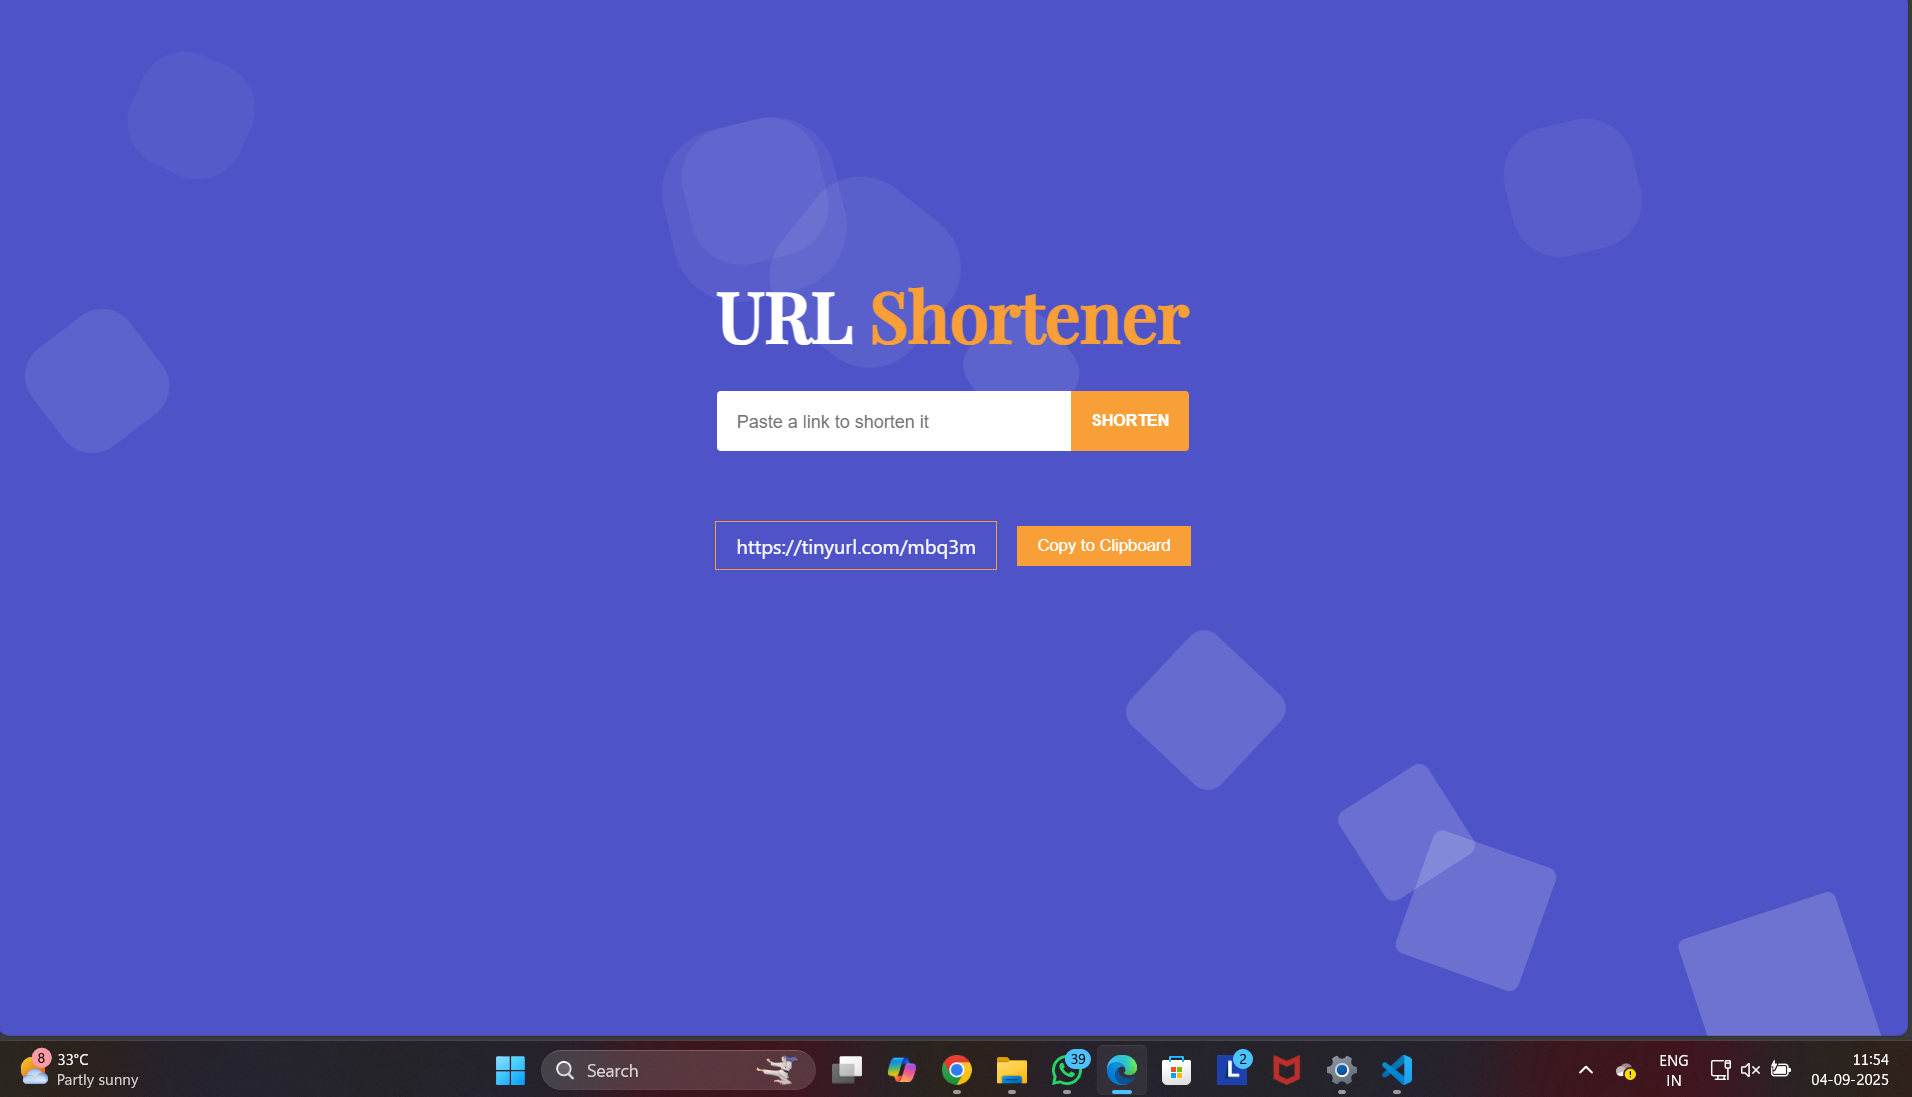 URL Shortener
Paste a link to shorten it
SHORTEN
https://tinyurl.com/mbq3m
Copy to Clipboard
8
33°C
Partly sunny
Search
39
L
2
ENG
IN
11:54
04-09-2025